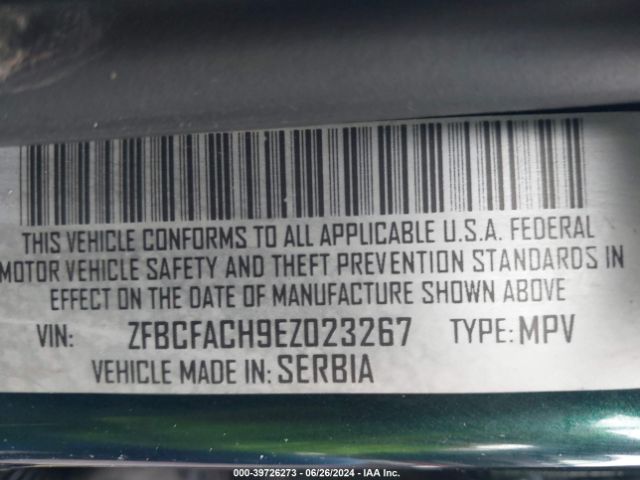 THIS VEHICLE CONFORMS TO ALL APPLICABLE U.S.A. FEDERAL
MOTOR VEHICLE SAFETY AND THEFT PREVENTION STANDARDS IN
EFFECT ON THE DATE OF MANUFACTURE SHOWN ABOVE
VIN: ZFBCFACH9EZ023267 TYPE: MPV
VEHICLE MADE IN: SERBIA
000-39726273 - 06/26/2024 - IAA Inc.